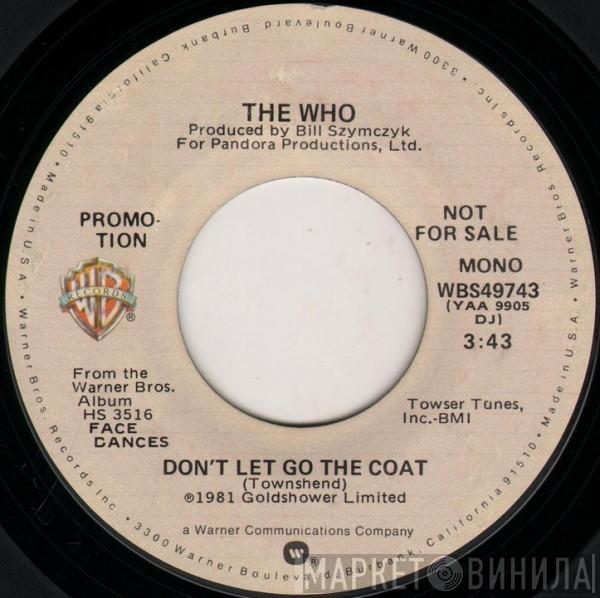 THE WHO
Produced by Bill Szymczyk
For Pandora Productions, Ltd.
PROMO-
TION
NOT
FOR SALE
MONO
WBS49743
(YAA 9905
DJ)
3:43
WB
RECORDS
®
From the
Warner Bros.
Album
HS 3516
FACE
DANCES
Towser Tunes,
Inc.-BMI
DON'T LET GO THE COAT
(Townshend)
℗1981 Goldshower Limited
a Warner Communications Company
®
Warner Bros. Records Inc. • 3300 Warner Boulevard Burbank, California 91510 • Made in U.S.A. • Warner Bros. Records Inc. • 3300 Warner Boulevard Burbank, California 91510 • Made in U.S.A. •
МАРКЕТ ВИНИЛА